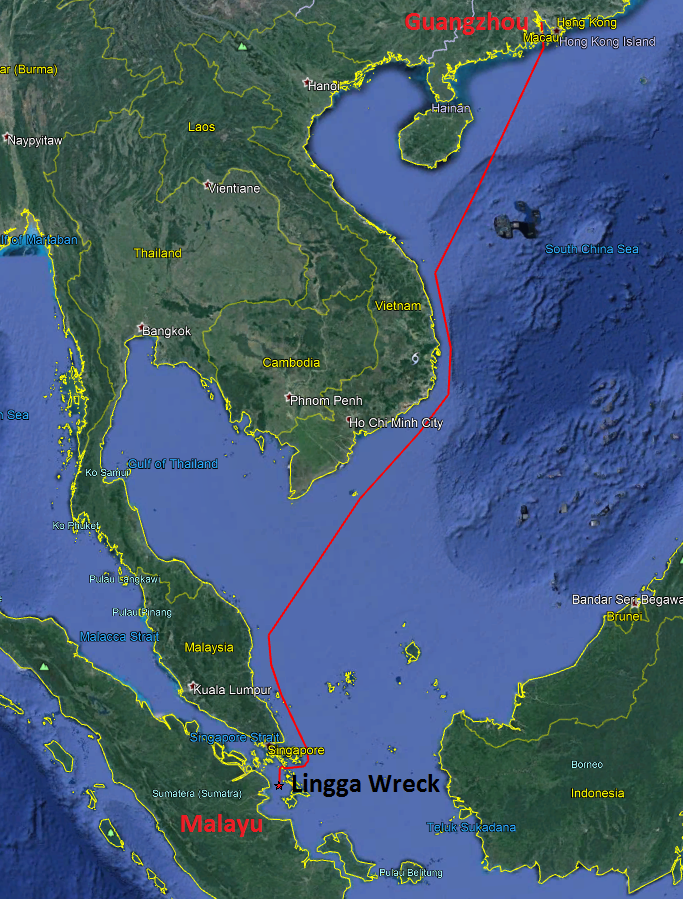 Guangzhou
Hong Kong
Macau
Hong Kong Island
ar (Burma)
Hanoi
Hainan
Laos
Naypyitaw
Vientiane
lf of Martaban
South China Sea
Thailand
Vietnam
Bangkok
Cambodia
Phnom Penh
n Sea
Ho Chi Minh City
Gulf of Thailand
Ko Samui
Ko Phuket
Pulau Langkaw
Bandar Seri Begawa
Pulau Pinang
Brunei
Malacca Strait
Malaysia
Kuala Lumpur
Singapore Strait
Singapore
Borneo
Lingga Wreck
Sumatera (Sumatra)
Indonesia
Malayu
Teluk Sukadana
Pulau Belitung